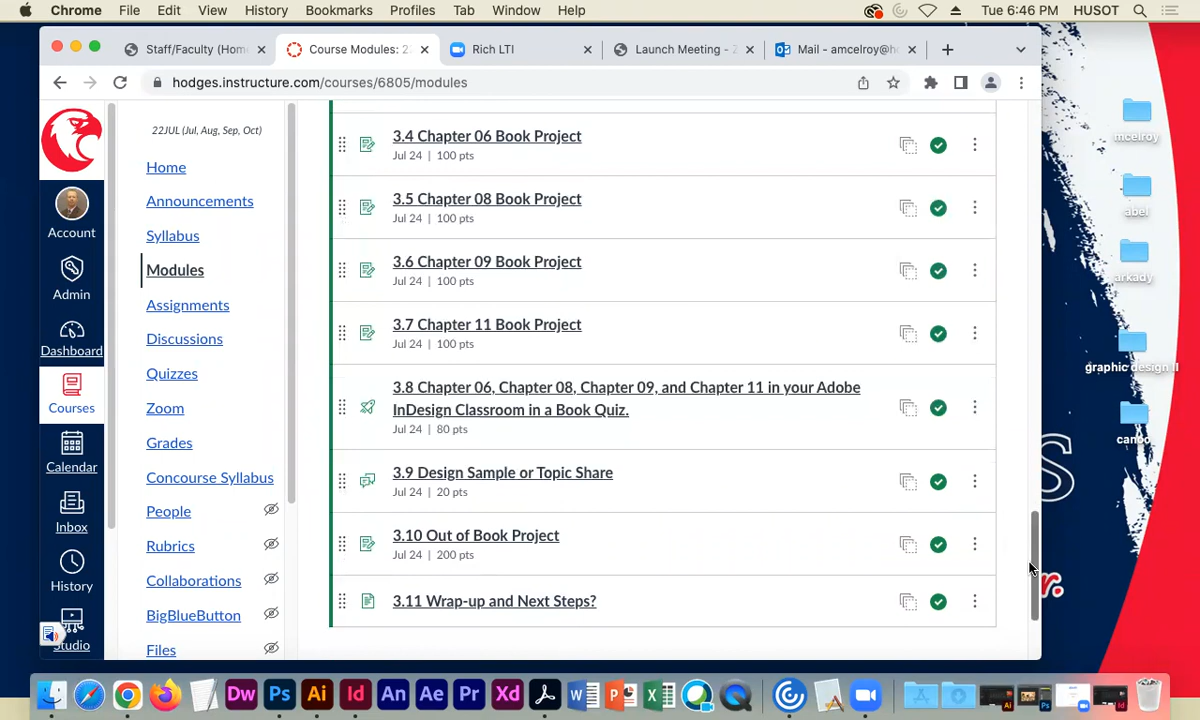 Chrome File Edit View History Bookmarks Profiles Tab Window Help Tue 6:46 PM HUSOT
Staff/Faculty (Hom Course Modules: 2 Rich LTI Launch Meeting - Z Mail - amcelroy@h
hodges.instructure.com/courses/6805/modules
Account
Admin
Dashboard
Courses
Calendar
Inbox
History
Studio
22JUL (Jul, Aug, Sep, Oct)
Home
Announcements
Syllabus
Modules
Assignments
Discussions
Quizzes
Zoom
Grades
Concourse Syllabus
People
Rubrics
Collaborations
BigBlueButton
Files
3.4 Chapter 06 Book Project
Jul 24 | 100 pts
3.5 Chapter 08 Book Project
Jul 24 | 100 pts
3.6 Chapter 09 Book Project
Jul 24 | 100 pts
3.7 Chapter 11 Book Project
Jul 24 | 100 pts
3.8 Chapter 06, Chapter 08, Chapter 09, and Chapter 11 in your Adobe
InDesign Classroom in a Book Quiz.
Jul 24 | 80 pts
3.9 Design Sample or Topic Share
Jul 24 | 20 pts
3.10 Out of Book Project
Jul 24 | 200 pts
3.11 Wrap-up and Next Steps?
mcelroy
abel
arkady
graphic design II
S
r.
Dw Ps Ai Id An Ae Pr Xd